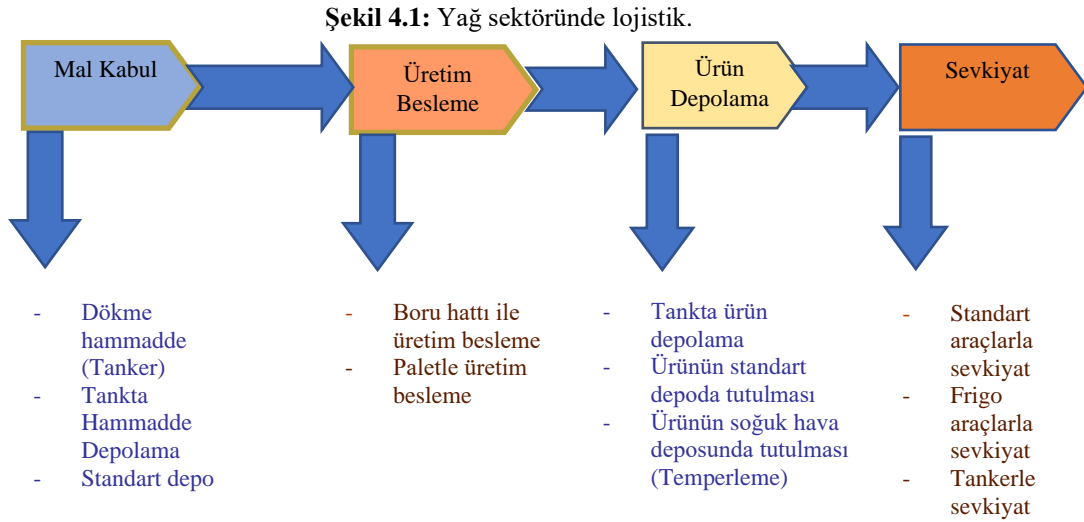 Şekil 4.1: Yağ sektöründe lojistik.
Mal Kabul
Üretim
Besleme
Ürün
Depolama
Sevkiyat
- Dökme
hammadde
(Tanker)
- Tankta
Hammadde
Depolama
- Standart depo
- Boru hattı ile
üretim besleme
- Paletle üretim
besleme
- Tankta ürün
depolama
- Ürünün standart
depoda tutulması
- Ürünün soğuk hava
deposunda tutulması
(Temperleme)
- Standart
araçlarla
sevkiyat
- Frigo
araçlarla
sevkiyat
- Tankerle
sevkiyat